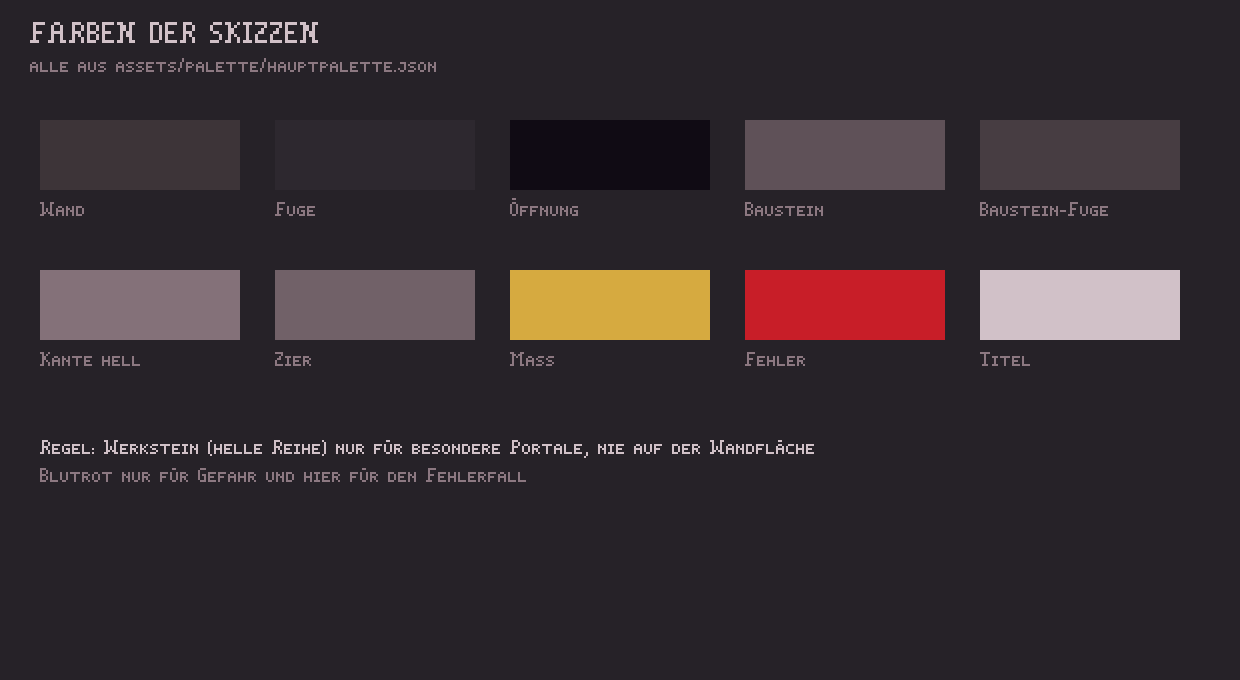 FARBEN DER SKIZZEN
ALLE AUS ASSETS/PALETTE/HAUPTPALETTE.JSON
Wand Fuge Öffnung Baustein Baustein-Fuge
Kante hell Zier Mass Fehler Titel
Regel: Werkstein (helle Reihe) nur für besondere Portale, nie auf der Wandfläche
Blutrot nur für Gefahr und hier für den Fehlerfall